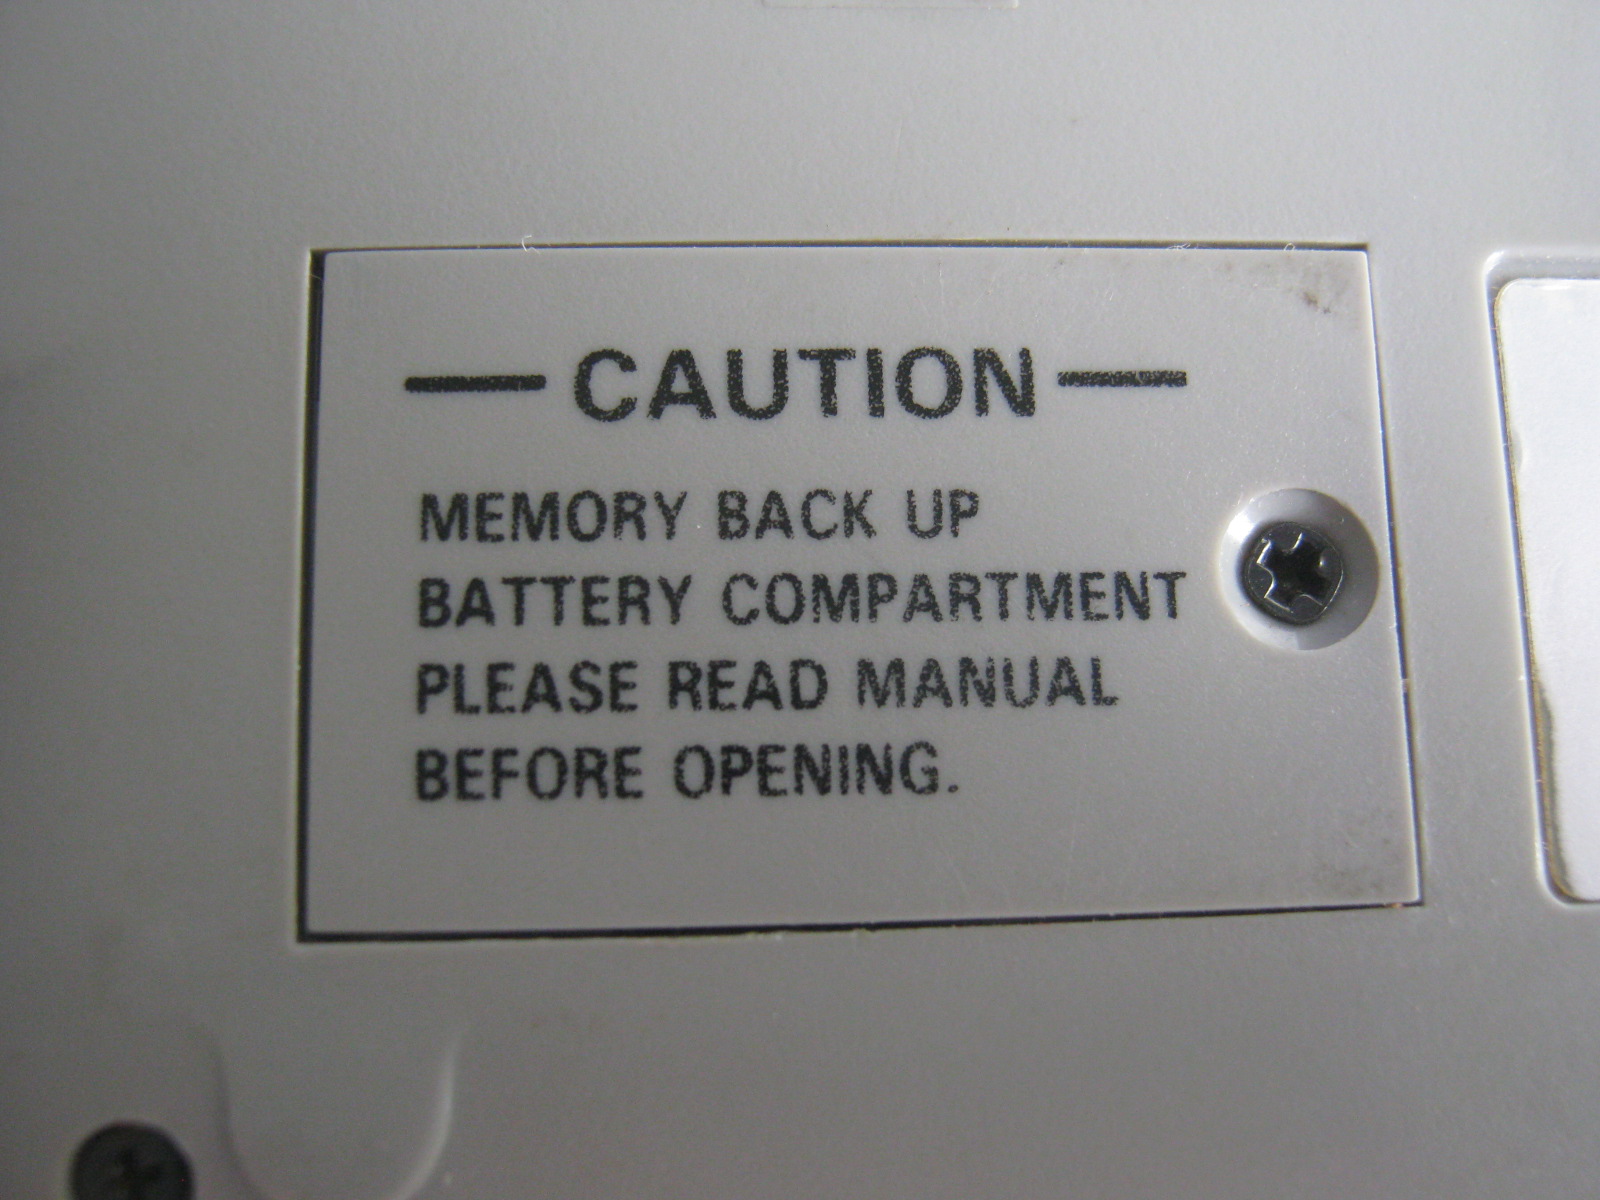 — CAUTION —
MEMORY BACK UP
BATTERY COMPARTMENT
PLEASE READ MANUAL
BEFORE OPENING.